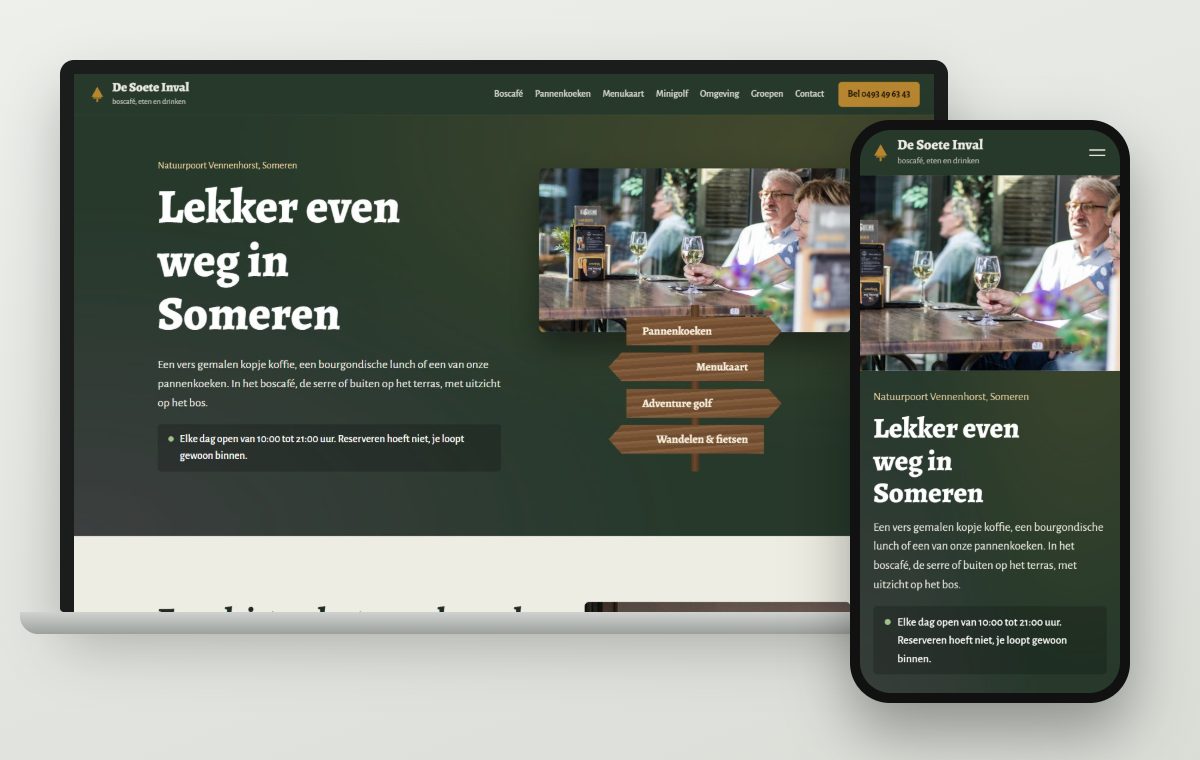 De Soete Inval
boscafé, eten en drinken
Boscafé Pannenkoeken Menukaart Minigolf Omgeving Groepen Contact Bel 0493 49 63 43
Natuurpoort Vennenhorst, Someren
Lekker even
weg in
Someren
Een vers gemalen kopje koffie, een bourgondische lunch of een van onze
pannenkoeken. In het boscafé, de serre of buiten op het terras, met uitzicht
op het bos.
Elke dag open van 10:00 tot 21:00 uur. Reserveren hoeft niet, je loopt
gewoon binnen.
Pannenkoeken
Menukaart
Adventure golf
Wandelen & fietsen
De Soete Inval
boscafé, eten en drinken
Natuurpoort Vennenhorst, Someren
Lekker even
weg in
Someren
Een vers gemalen kopje koffie, een bourgondische
lunch of een van onze pannenkoeken. In het
boscafé, de serre of buiten op het terras, met
uitzicht op het bos.
Elke dag open van 10:00 tot 21:00 uur.
Reserveren hoeft niet, je loopt gewoon
binnen.